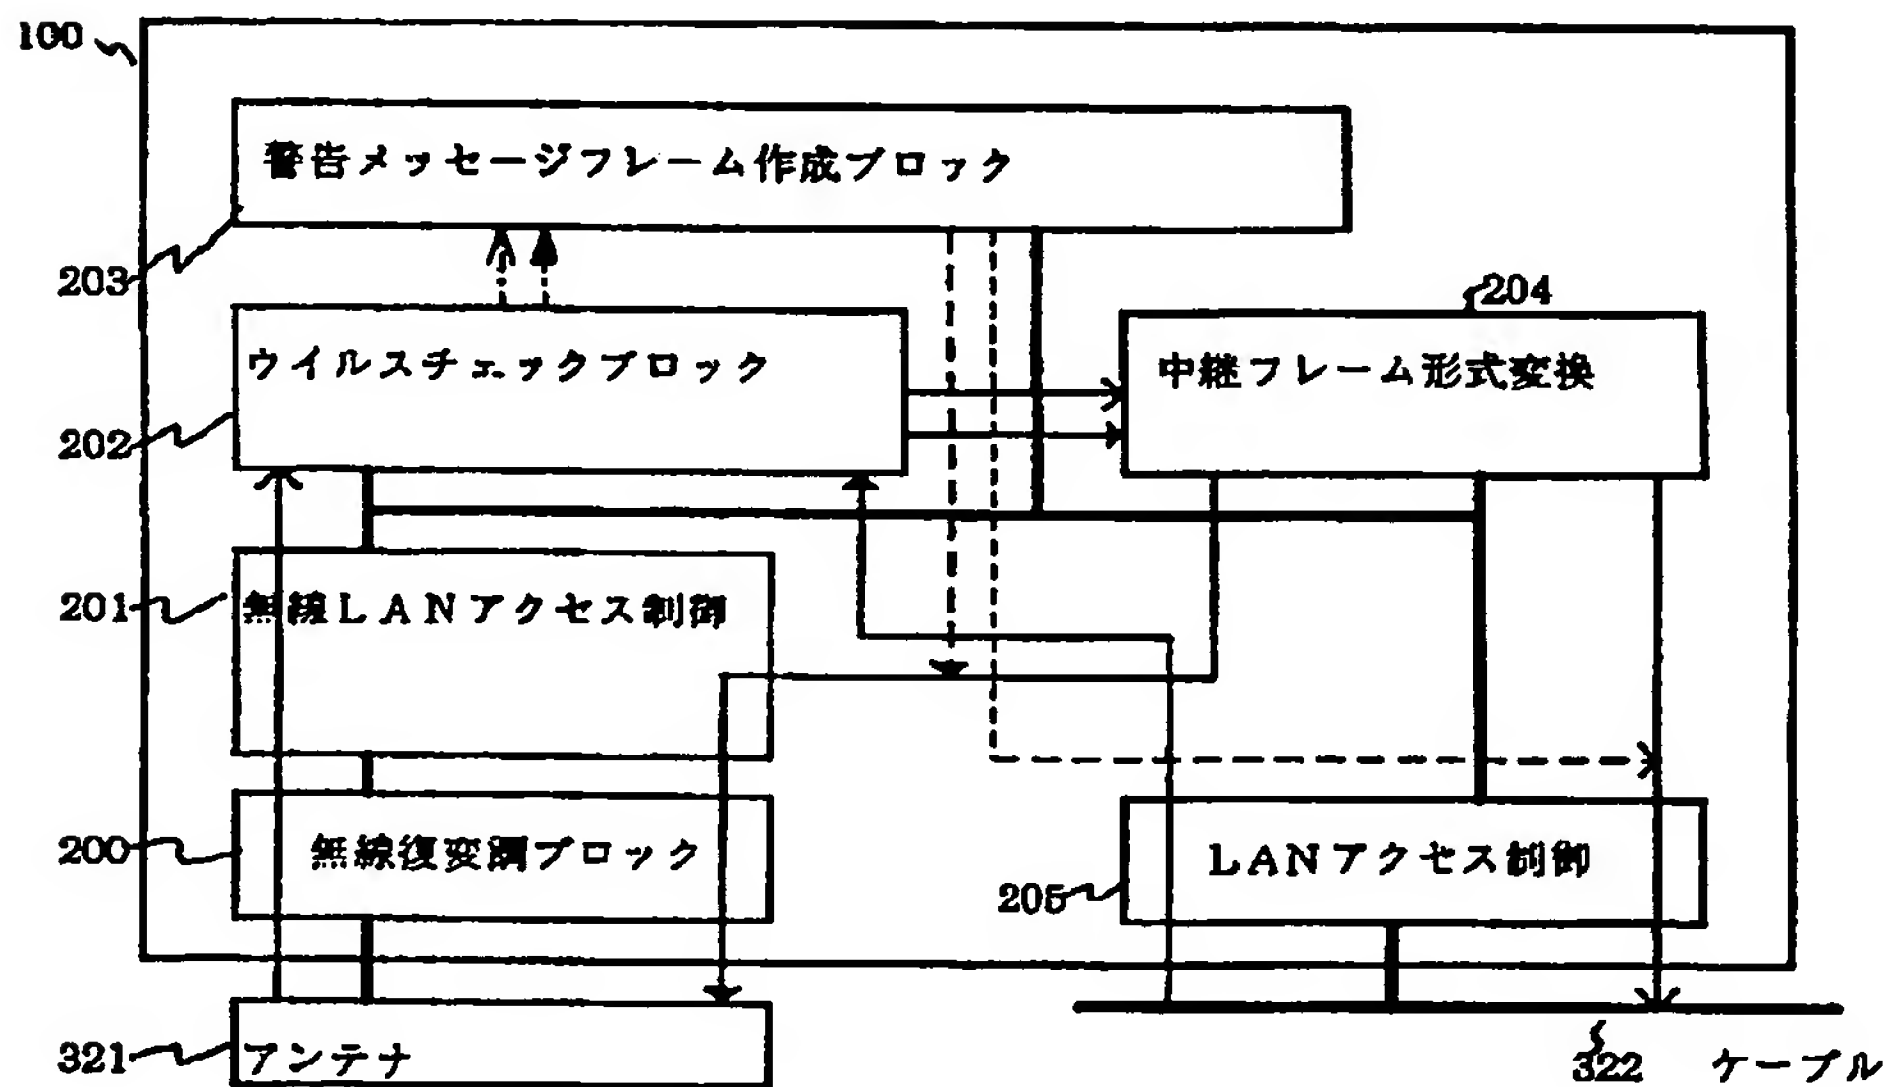 100
警告メッセージフレーム作成ブロック
203
204
ウイルスチェックブロック
中継フレーム形式変換
202
201
無線LANアクセス制御
200
無線復変調ブロック
LANアクセス制御
205
321
アンテナ
322
ケーブル